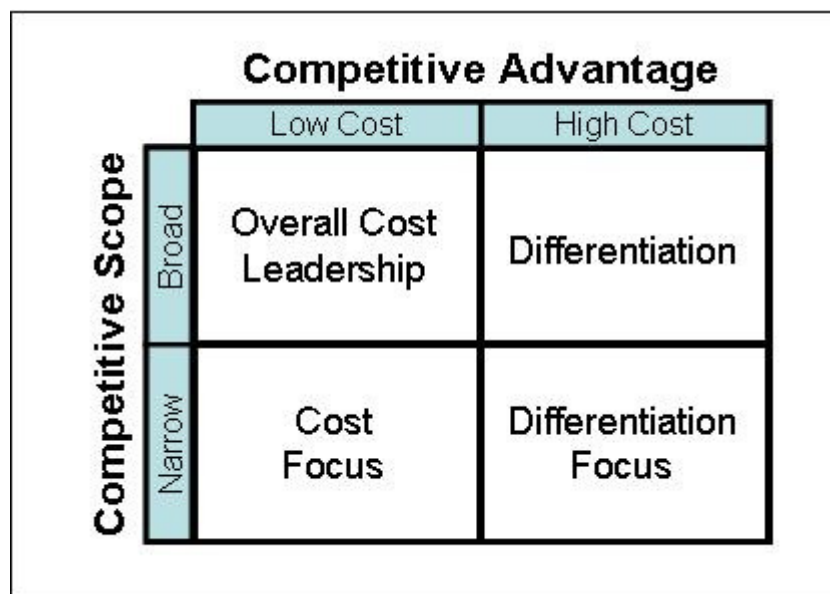 Competitive Advantage
Low Cost
High Cost
Competitive Scope
Broad
Overall Cost
Leadership
Differentiation
Narrow
Cost
Focus
Differentiation
Focus